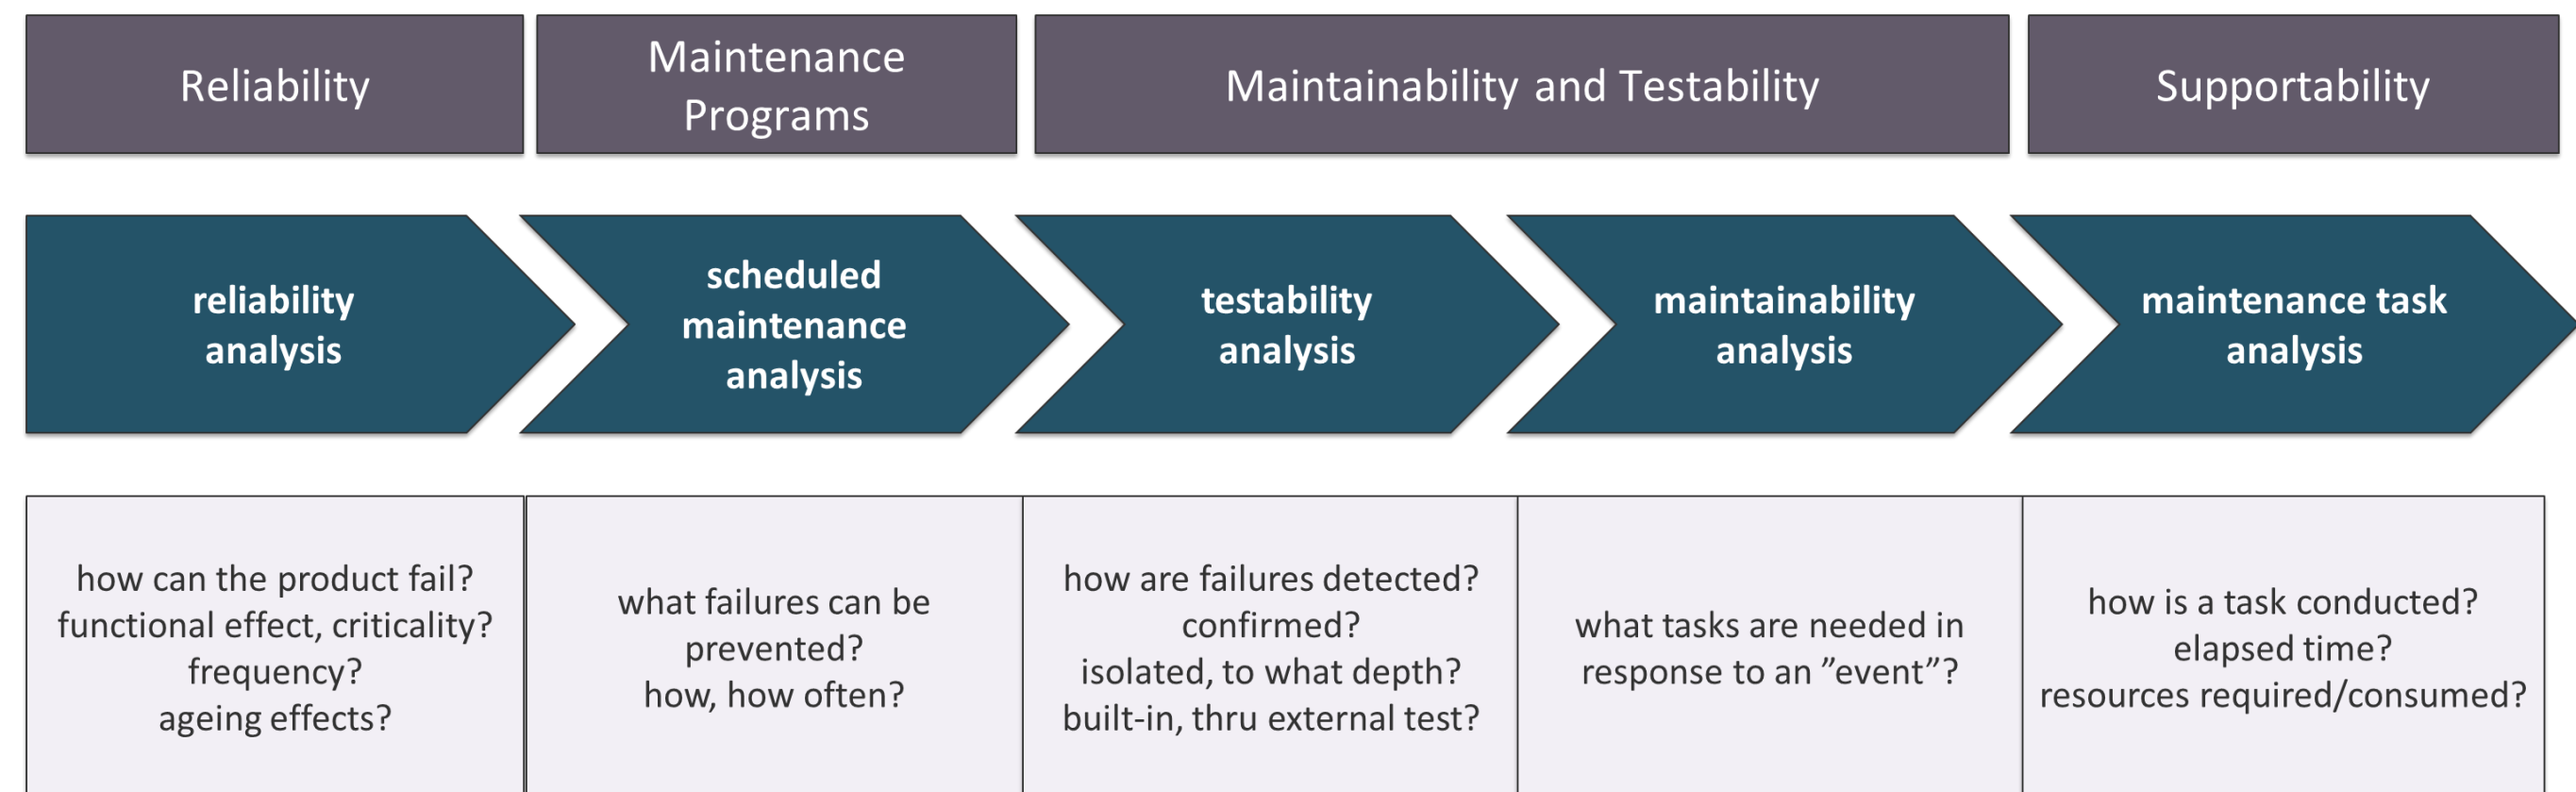 Reliability
Maintenance
Programs
Maintainability and Testability
Supportability
reliability
analysis
scheduled
maintenance
analysis
testability
analysis
maintainability
analysis
maintenance task
analysis
how can the product fail?
functional effect, criticality?
frequency?
ageing effects?
what failures can be
prevented?
how, how often?
how are failures detected?
confirmed?
isolated, to what depth?
built-in, thru external test?
what tasks are needed in
response to an ”event”?
how is a task conducted?
elapsed time?
resources required/consumed?